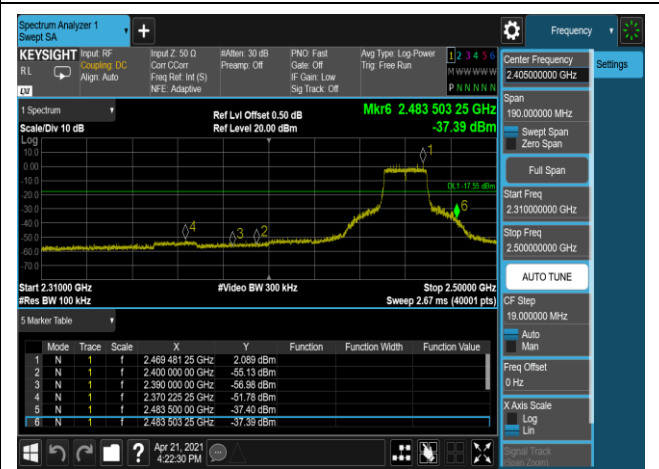 Spectrum Analyzer 1
Swept SA
+
Frequency
KEYSIGHT
RL
LXI
Input: RF
Coupling: DC
Align: Auto
Input Z: 50 Ω
Corr CCorr
Freq Ref: Int (S)
NFE: Adaptive
#Atten: 30 dB
Preamp: Off
PNO: Fast
Gate: Off
IF Gain: Low
Sig Track: Off
Avg Type: Log-Power
Trig: Free Run
1 2 3 4 5 6
M W W W W W
P N N N N N
Center Frequency
2.405000000 GHz
Settings
1 Spectrum
Scale/Div 10 dB
Log
Ref Lvl Offset 0.50 dB
Ref Level 20.00 dBm
Mkr6 2.483 503 25 GHz
-37.39 dBm
Span
190.000000 MHz
Swept Span
Zero Span
Full Span
Start Freq
2.310000000 GHz
Stop Freq
2.500000000 GHz
AUTO TUNE
CF Step
19.000000 MHz
Auto
Man
Freq Offset
0 Hz
X Axis Scale
Log
Lin
Signal Track
(Span Zoom)
10.0
0.00
-10.0
-20.0
-30.0
-40.0
-50.0
-60.0
-70.0
1
DL1 -17.55 dBm
6
4
3
2
Start 2.31000 GHz
#Res BW 100 kHz
#Video BW 300 kHz
Stop 2.50000 GHz
Sweep 2.67 ms (40001 pts)
5 Marker Table
Mode Trace Scale X Y Function Function Width Function Value
1 N 1 f 2.469 481 25 GHz 2.089 dBm
2 N 1 f 2.400 000 00 GHz -55.13 dBm
3 N 1 f 2.390 000 00 GHz -56.98 dBm
4 N 1 f 2.370 225 25 GHz -51.78 dBm
5 N 1 f 2.483 500 00 GHz -37.40 dBm
6 N 1 f 2.483 503 25 GHz -37.39 dBm
?
Apr 21, 2021
4:22:30 PM